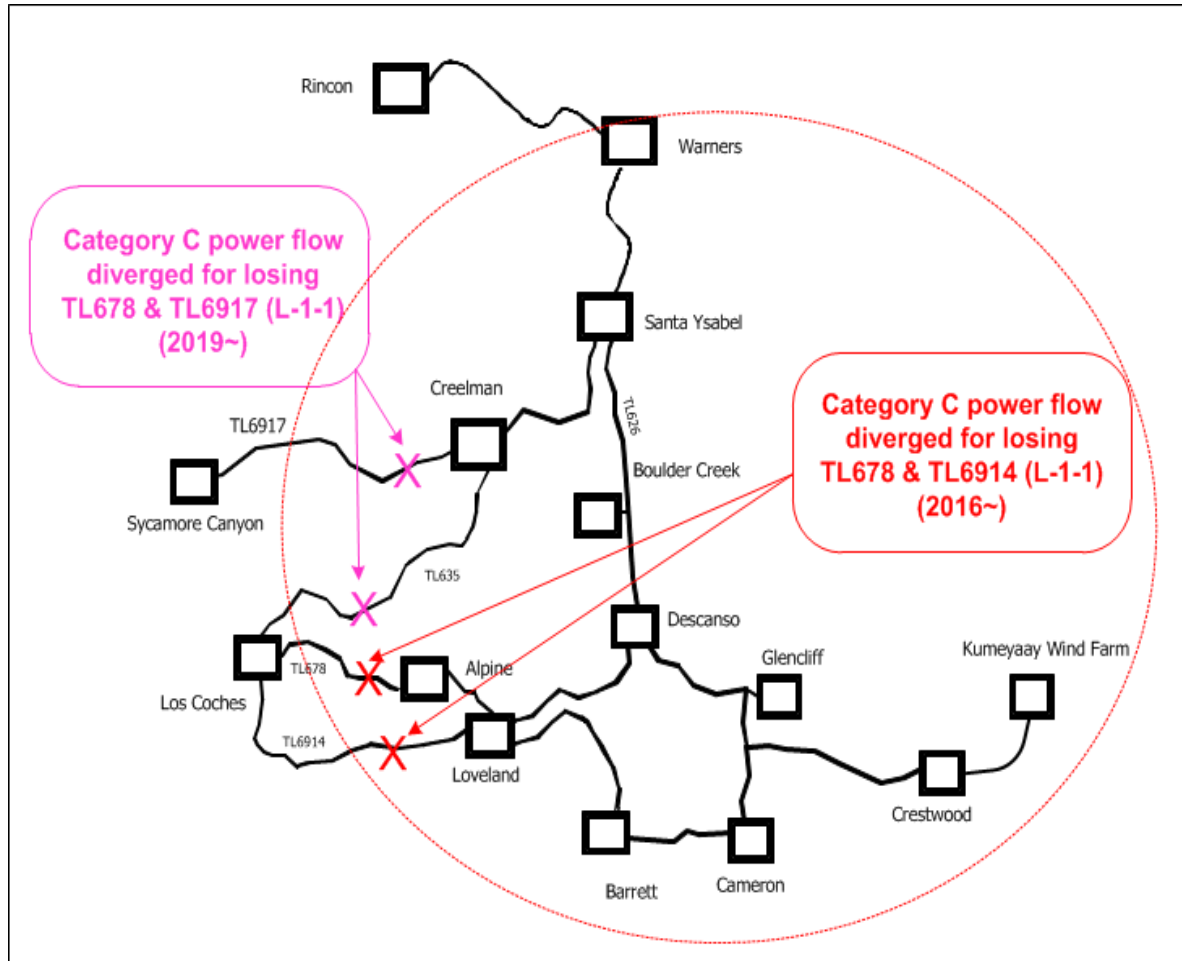 Rincon
Warners
Category C power flow
diverged for losing
TL678 & TL6917 (L-1-1)
(2019~)
Santa Ysabel
Creelman
TL626
Category C power flow
diverged for losing
TL678 & TL6914 (L-1-1)
(2016~)
TL6917
Boulder Creek
Sycamore Canyon
TL635
Descanso
Glencliff
Kumeyaay Wind Farm
Alpine
TL678
Los Coches
TL6914
Loveland
Crestwood
Barrett
Cameron